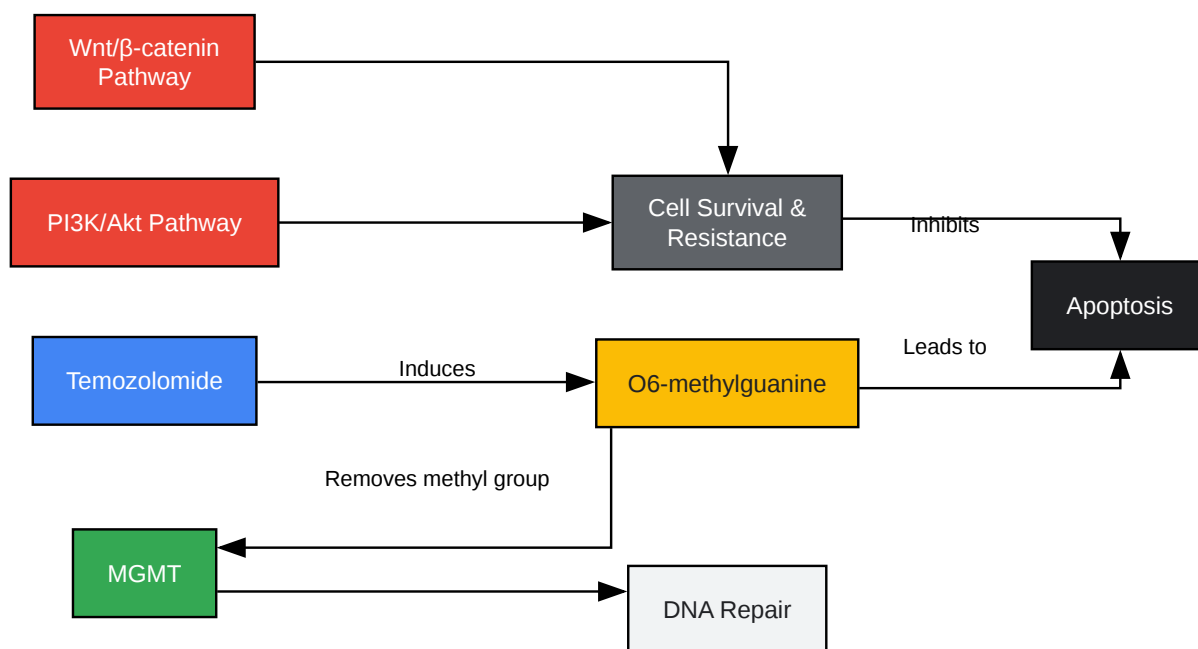 Wnt/β-catenin
Pathway
PI3K/Akt Pathway
Cell Survival &
Resistance
Inhibits
Apoptosis
Temozolomide
Induces
O6-methylguanine
Leads to
Removes methyl group
MGMT
DNA Repair